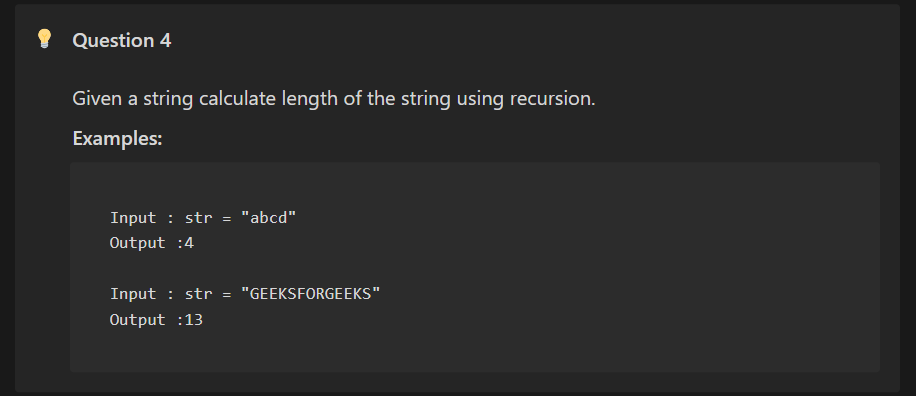 Question 4
Given a string calculate length of the string using recursion.
Examples:
Input : str = "abcd"
Output :4
Input : str = "GEEKSFORGEEKS"
Output :13